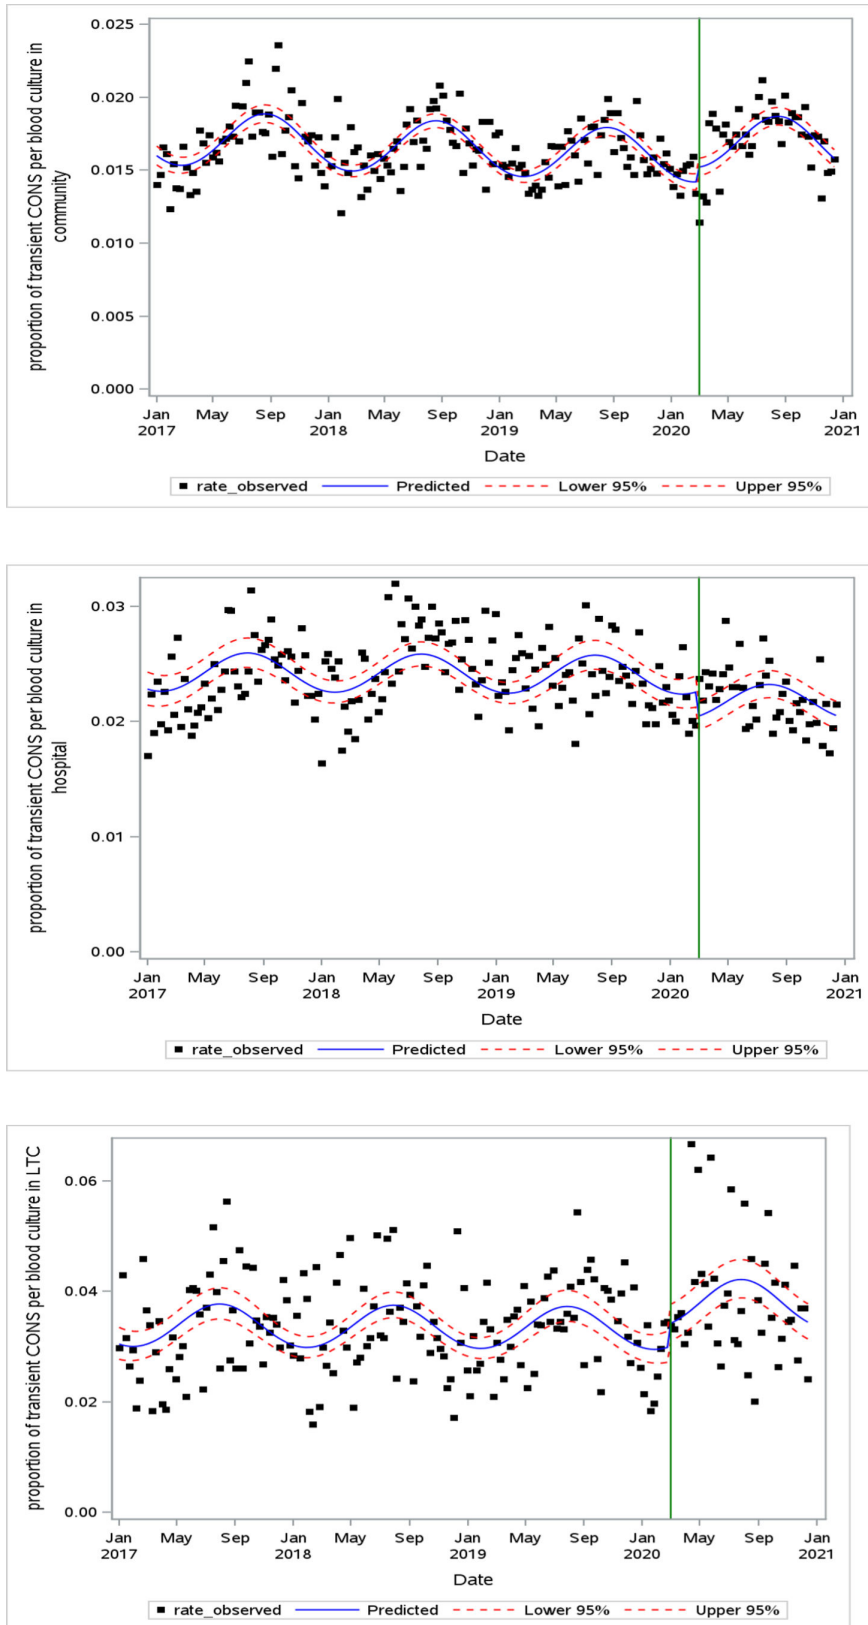 proportion of transient CONS per blood culture in
community
0.025
0.020
0.015
0.010
0.005
0.000
Jan May Sep Jan May Sep Jan May Sep Jan May Sep Jan
2017 2018 2019 2020 2021
Date
rate_observed Predicted Lower 95% Upper 95%
proportion of transient CONS per blood culture in
hospital
0.03
0.02
0.01
0.00
Jan May Sep Jan May Sep Jan May Sep Jan May Sep Jan
2017 2018 2019 2020 2021
Date
rate_observed Predicted Lower 95% Upper 95%
proportion of transient CONS per blood culture in LTC
0.06
0.04
0.02
0.00
Jan May Sep Jan May Sep Jan May Sep Jan May Sep Jan
2017 2018 2019 2020 2021
Date
rate_observed Predicted Lower 95% Upper 95%